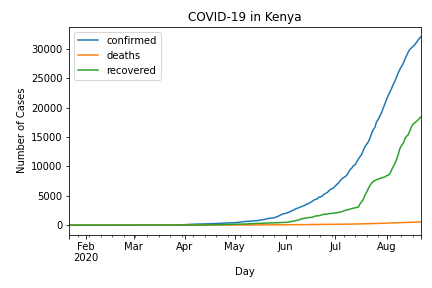 COVID-19 in Kenya
confirmed
deaths
recovered
Number of Cases
30000
25000
20000
15000
10000
5000
0
Feb Mar Apr May Jun Jul Aug
2020
Day